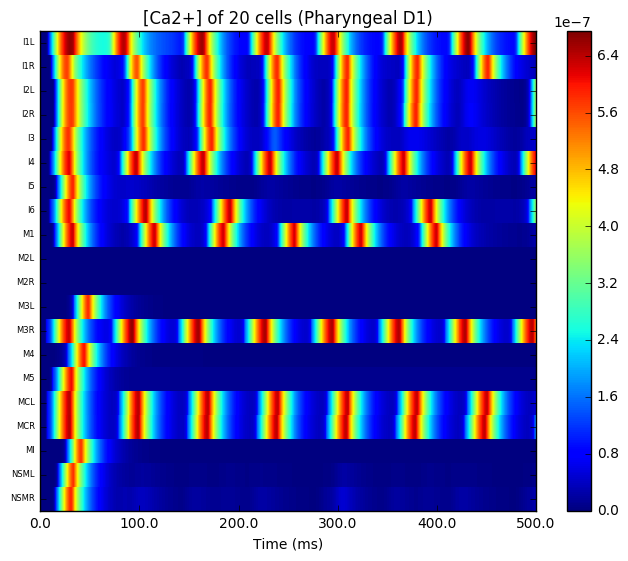 [Ca2+] of 20 cells (Pharyngeal D1)
1e−7
I1L
I1R
I2L
I2R
I3
I4
I5
I6
M1
M2L
M2R
M3L
M3R
M4
M5
MCL
MCR
MI
NSML
NSMR
0.0 100.0 200.0 300.0 400.0 500.0
Time (ms)
6.4
5.6
4.8
4.0
3.2
2.4
1.6
0.8
0.0